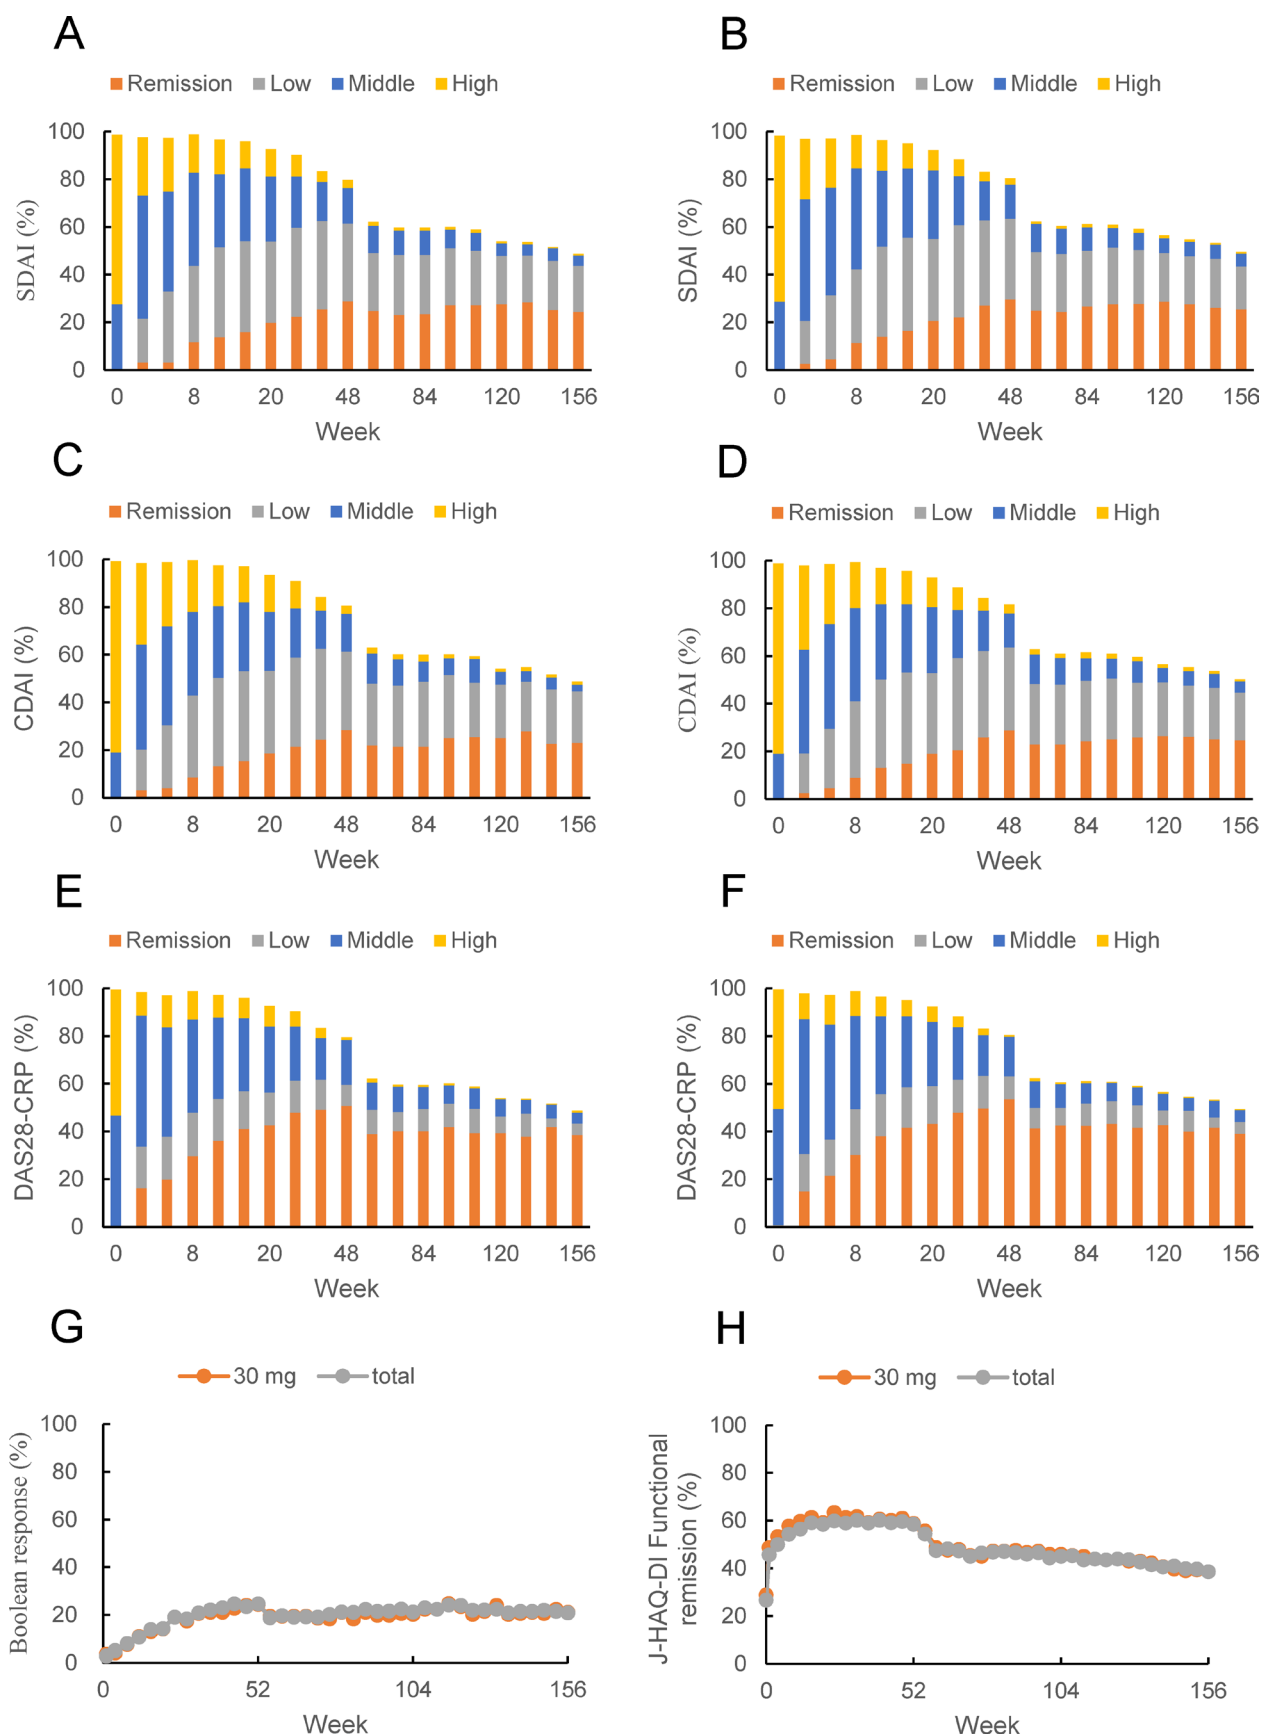 A
B
Remission Low Middle High
Remission Low Middle High
SDAI (%)
100
80
60
40
20
0
0 8 20 48 84 120 156
Week
SDAI (%)
100
80
60
40
20
0
0 8 20 48 84 120 156
Week
C
D
Remission Low Middle High
Remission Low Middle High
CDAI (%)
100
80
60
40
20
0
0 8 20 48 84 120 156
Week
CDAI (%)
100
80
60
40
20
0
0 8 20 48 84 120 156
Week
E
F
Remission Low Middle High
Remission Low Middle High
DAS28-CRP (%)
100
80
60
40
20
0
0 8 20 48 84 120 156
Week
DAS28-CRP (%)
100
80
60
40
20
0
0 8 20 48 84 120 156
Week
G
H
30 mg total
30 mg total
Boolean response (%)
100
80
60
40
20
0
0 52 104 156
Week
J-HAQ-DI Functional
remission (%)
100
80
60
40
20
0
0 52 104 156
Week